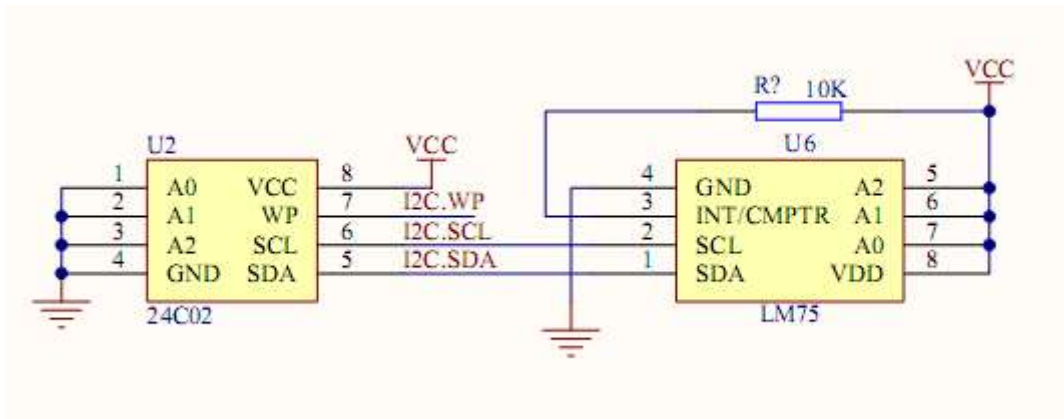 VCC
R? 10K
U2
VCC
U6
1 A0 VCC 8
2 A1 WP 7 I2C.WP
3 A2 SCL 6 I2C.SCL
4 GND SDA 5 I2C.SDA
24C02
4 GND A2 5
3 INT/CMPTR A1 6
2 SCL A0 7
1 SDA VDD 8
LM75